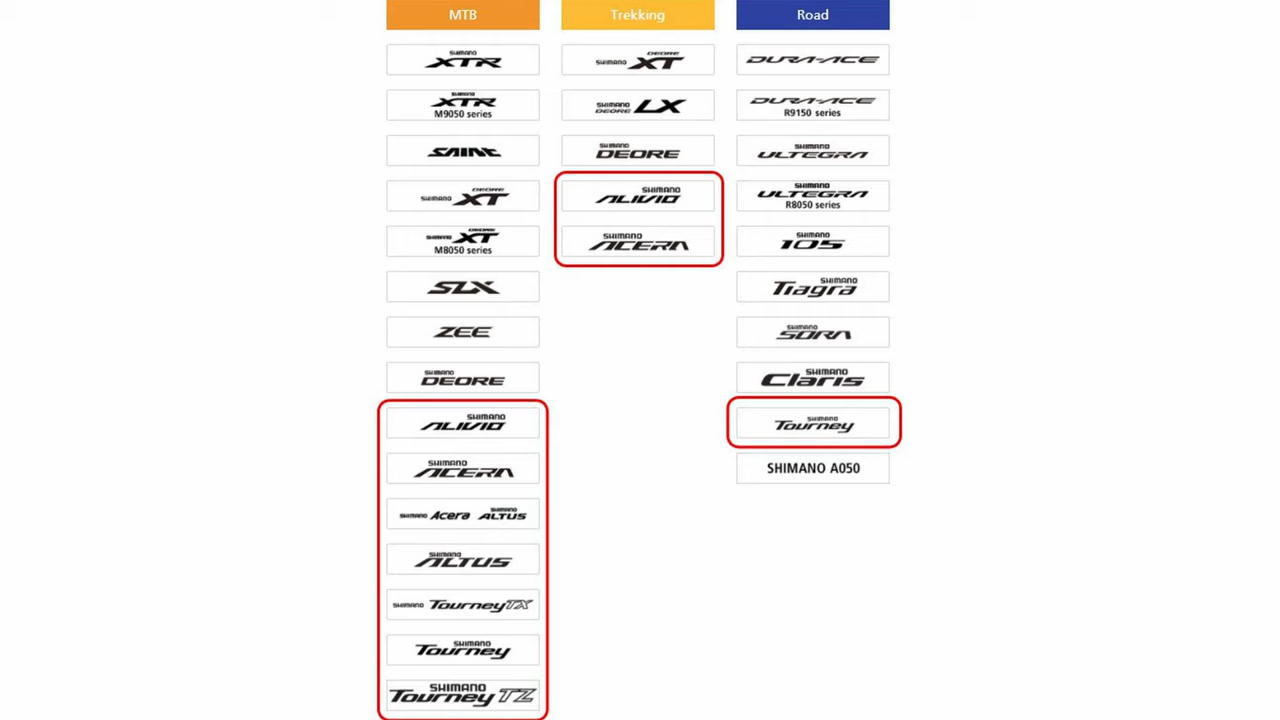 MTB
SHIMANO
XTR
SHIMANO
XTR
M9050 series
SAINT
DEORE
SHIMANO XT
DEORE
SHIMANO XT
M8050 series
SLX
ZEE
SHIMANO
DEORE
SHIMANO
ALIVIO
SHIMANO
ACERA
SHIMANO Acera SHIMANO ALTUS
SHIMANO
ALTUS
SHIMANO Tourney TX
SHIMANO
Tourney
SHIMANO
Tourney TZ
Trekking
DEORE
SHIMANO XT
SHIMANO
DEORE LX
SHIMANO
DEORE
SHIMANO
ALIVIO
SHIMANO
ACERA
Road
DURA-ACE
DURA-ACE
R9150 series
SHIMANO
ULTEGRA
SHIMANO
ULTEGRA
R8050 series
SHIMANO
105
SHIMANO
Tiagra
SHIMANO
SORA
SHIMANO
Claris
SHIMANO
Tourney
SHIMANO A050